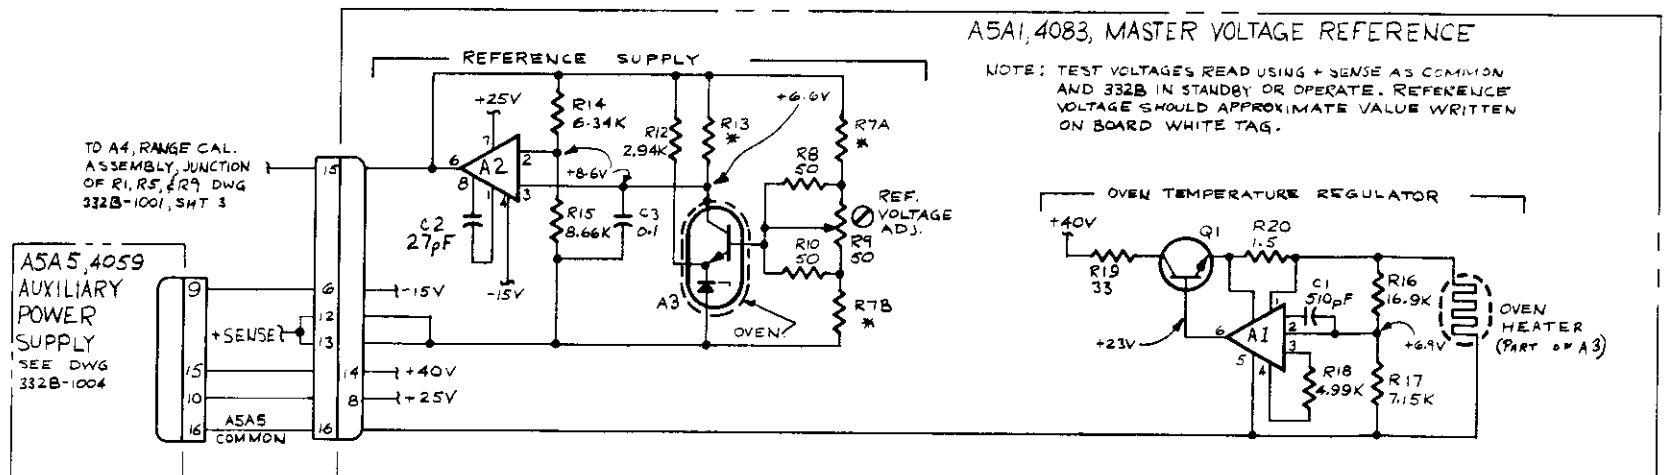 A5A1,4083, MASTER VOLTAGE REFERENCE
NOTE: TEST VOLTAGES READ USING + SENSE AS COMMON
AND 332B IN STANDBY OR OPERATE. REFERENCE
VOLTAGE SHOULD APPROXIMATE VALUE WRITTEN
ON BOARD WHITE TAG.
REFERENCE SUPPLY
+25V
R14
6.34K
R12
2.94K
R13
*
+6.6V
R7A
*
R8
50
TO A4, RANGE CAL.
ASSEMBLY, JUNCTION
OF R1, R5, & R9 DWG
332B-1001, SHT 3
15
6
7
A2
2
8
1
4
3
+8.6V
C2
27pF
-15V
R15
8.66K
C3
0.1
A3
OVEN
R10
50
REF.
VOLTAGE
ADJ.
R9
50
R7B
*
A5A5,4059
AUXILIARY
POWER
SUPPLY
SEE DWG
332B-1004
9
+SENSE
15
10
16
A5A5
COMMON
6
12
13
14
8
16
-15V
+40V
+25V
OVEN TEMPERATURE REGULATOR
+40V
R19
33
Q1
R20
1.5
C1
510pF
R16
16.9K
+23V
6
A1
1
2
3
5
4
+6.9V
R18
4.99K
R17
7.15K
OVEN
HEATER
(PART OF A3)